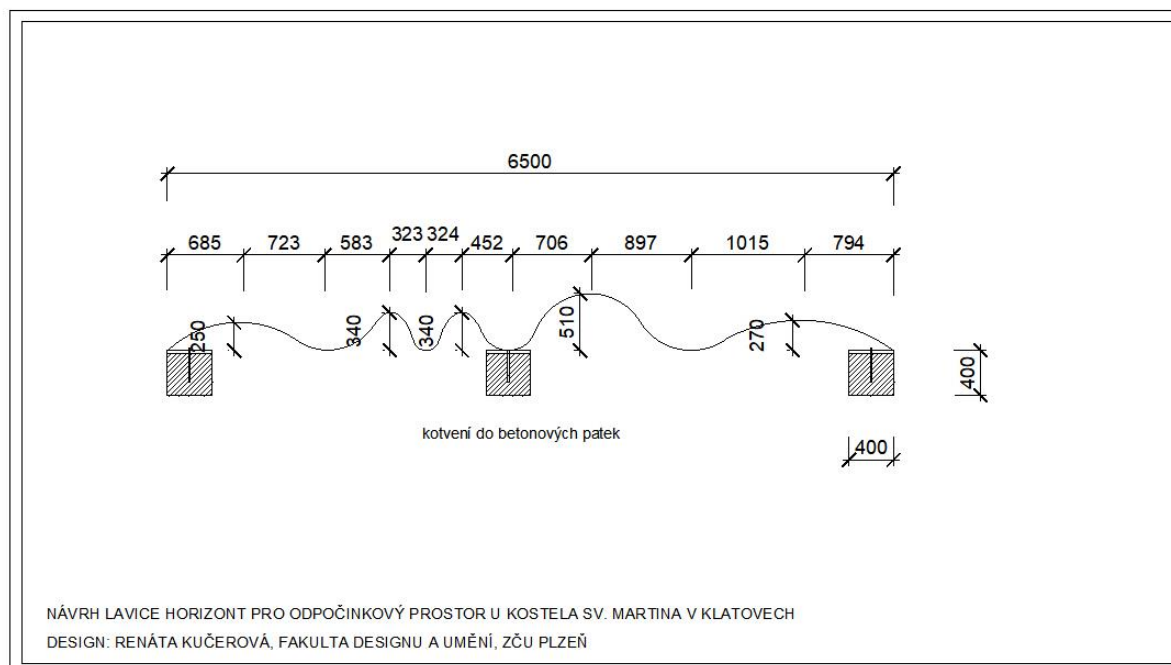 6500
685 723 583 323 324 452 706 897 1015 794
250 340 340 510 270
400
kotvení do betonových patek
400
NÁVRH LAVICE HORIZONT PRO ODPOČINKOVÝ PROSTOR U KOSTELA SV. MARTINA V KLATOVECH
DESIGN: RENÁTA KUČEROVÁ, FAKULTA DESIGNU A UMĚNÍ, ZČU PLZEŇ